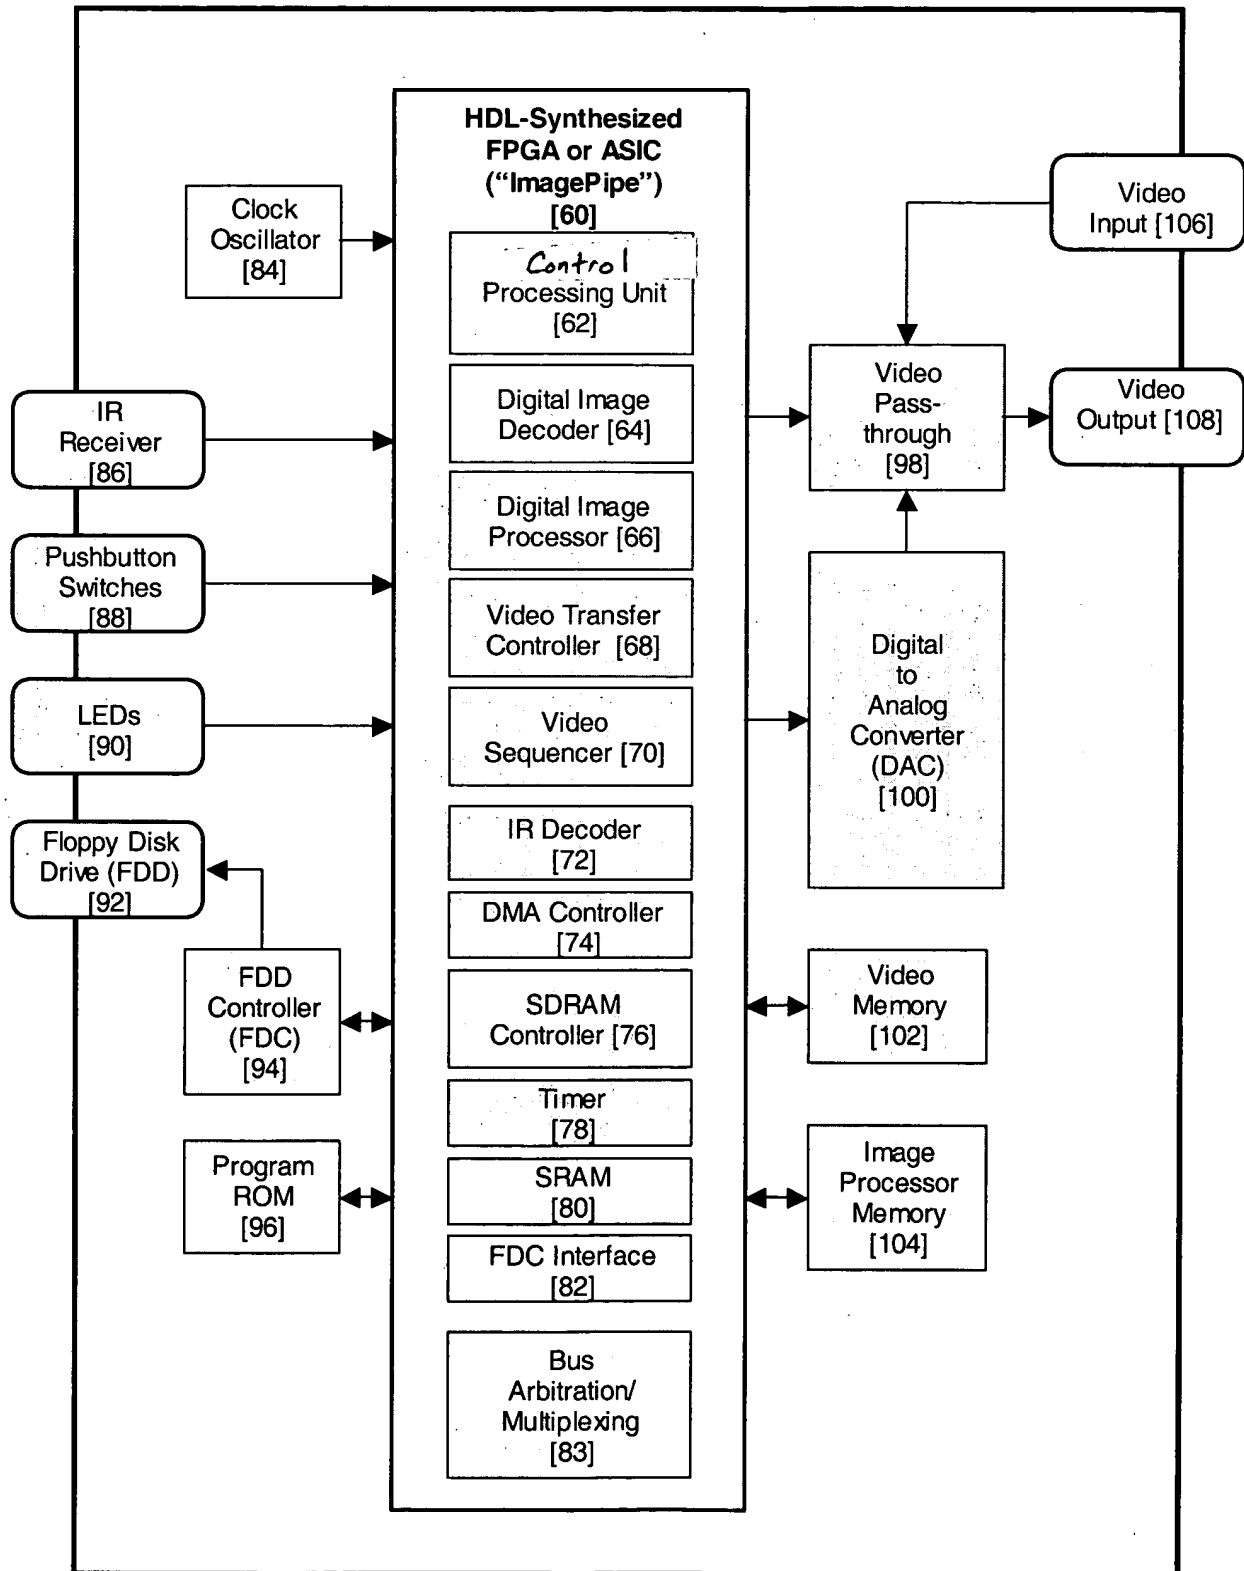 HDL-Synthesized
FPGA or ASIC
(“ImagePipe”)
[60]
Control
Processing Unit
[62]
Digital Image
Decoder [64]
Digital Image
Processor [66]
Video Transfer
Controller [68]
Video
Sequencer [70]
IR Decoder
[72]
DMA Controller
[74]
SDRAM
Controller [76]
Timer
[78]
SRAM
[80]
FDC Interface
[82]
Bus
Arbitration/
Multiplexing
[83]
Clock
Oscillator
[84]
IR
Receiver
[86]
Pushbutton
Switches
[88]
LEDs
[90]
Floppy Disk
Drive (FDD)
[92]
FDD
Controller
(FDC)
[94]
Program
ROM
[96]
Video
Input [106]
Video
Pass-
through
[98]
Video
Output [108]
Digital
to
Analog
Converter
(DAC)
[100]
Video
Memory
[102]
Image
Processor
Memory
[104]